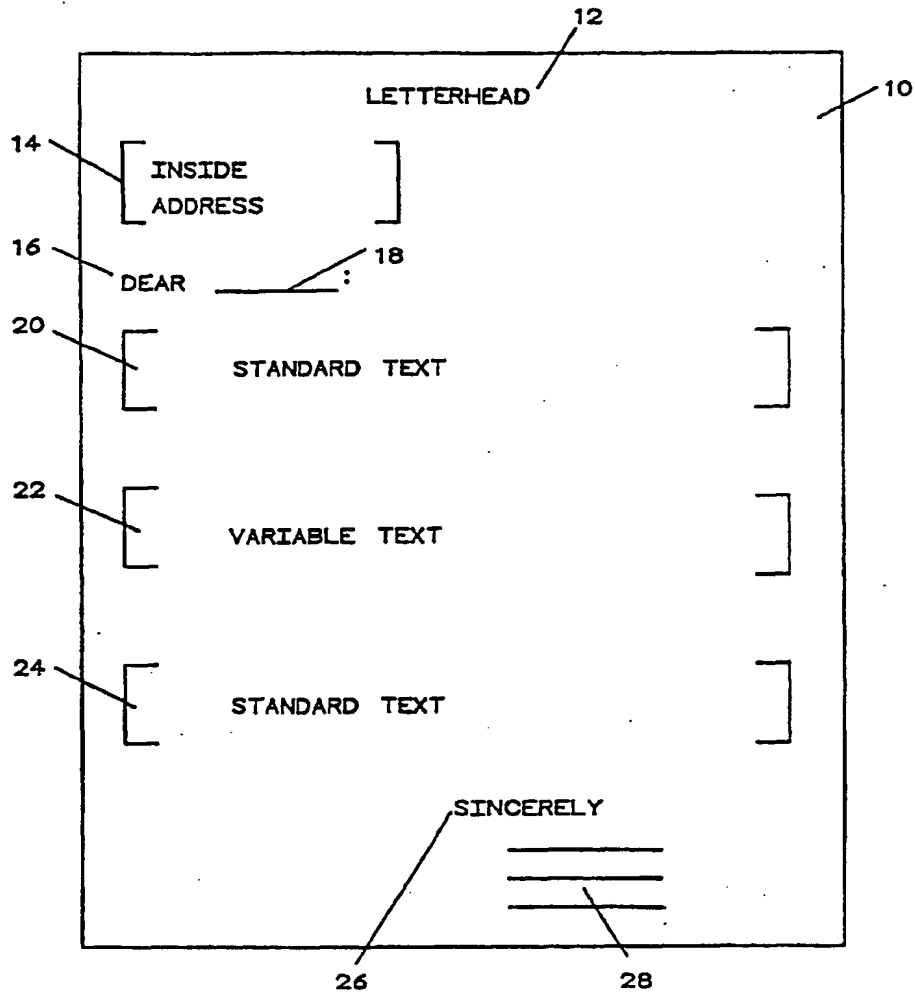 12
LETTERHEAD
10
14
INSIDE
ADDRESS
16
DEAR ______ :
18
20
STANDARD TEXT
22
VARIABLE TEXT
24
STANDARD TEXT
SINCERELY
26
28